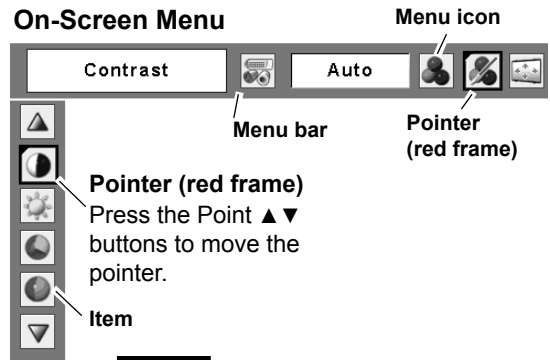 On-Screen Menu
Menu icon
Contrast
Auto
Menu bar
Pointer
(red frame)
Pointer (red frame)
Press the Point ▲▼
buttons to move the
pointer.
Item